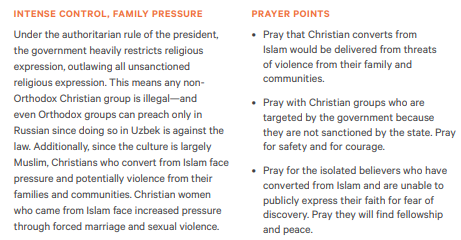 INTENSE CONTROL, FAMILY PRESSURE
Under the authoritarian rule of the president,
the government heavily restricts religious
expression, outlawing all unsanctioned
religious expression. This means any non-
Orthodox Christian group is illegal—and
even Orthodox groups can preach only in
Russian since doing so in Uzbek is against the
law. Additionally, since the culture is largely
Muslim, Christians who convert from Islam face
pressure and potentially violence from their
families and communities. Christian women
who came from Islam face increased pressure
through forced marriage and sexual violence.
PRAYER POINTS
• Pray that Christian converts from
Islam would be delivered from threats
of violence from their family and
communities.
• Pray with Christian groups who are
targeted by the government because
they are not sanctioned by the state. Pray
for safety and for courage.
• Pray for the isolated believers who have
converted from Islam and are unable to
publicly express their faith for fear of
discovery. Pray they will find fellowship
and peace.